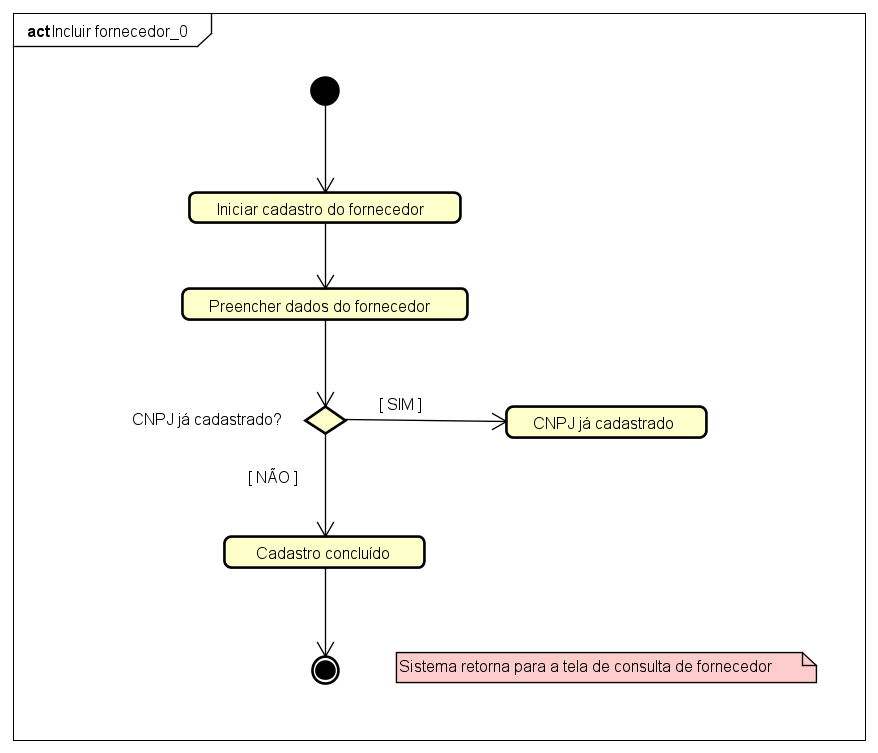 act Incluir fornecedor_0
Iniciar cadastro do fornecedor
Preencher dados do fornecedor
CNPJ já cadastrado?
[ SIM ]
CNPJ já cadastrado
[ NÃO ]
Cadastro concluído
Sistema retorna para a tela de consulta de fornecedor